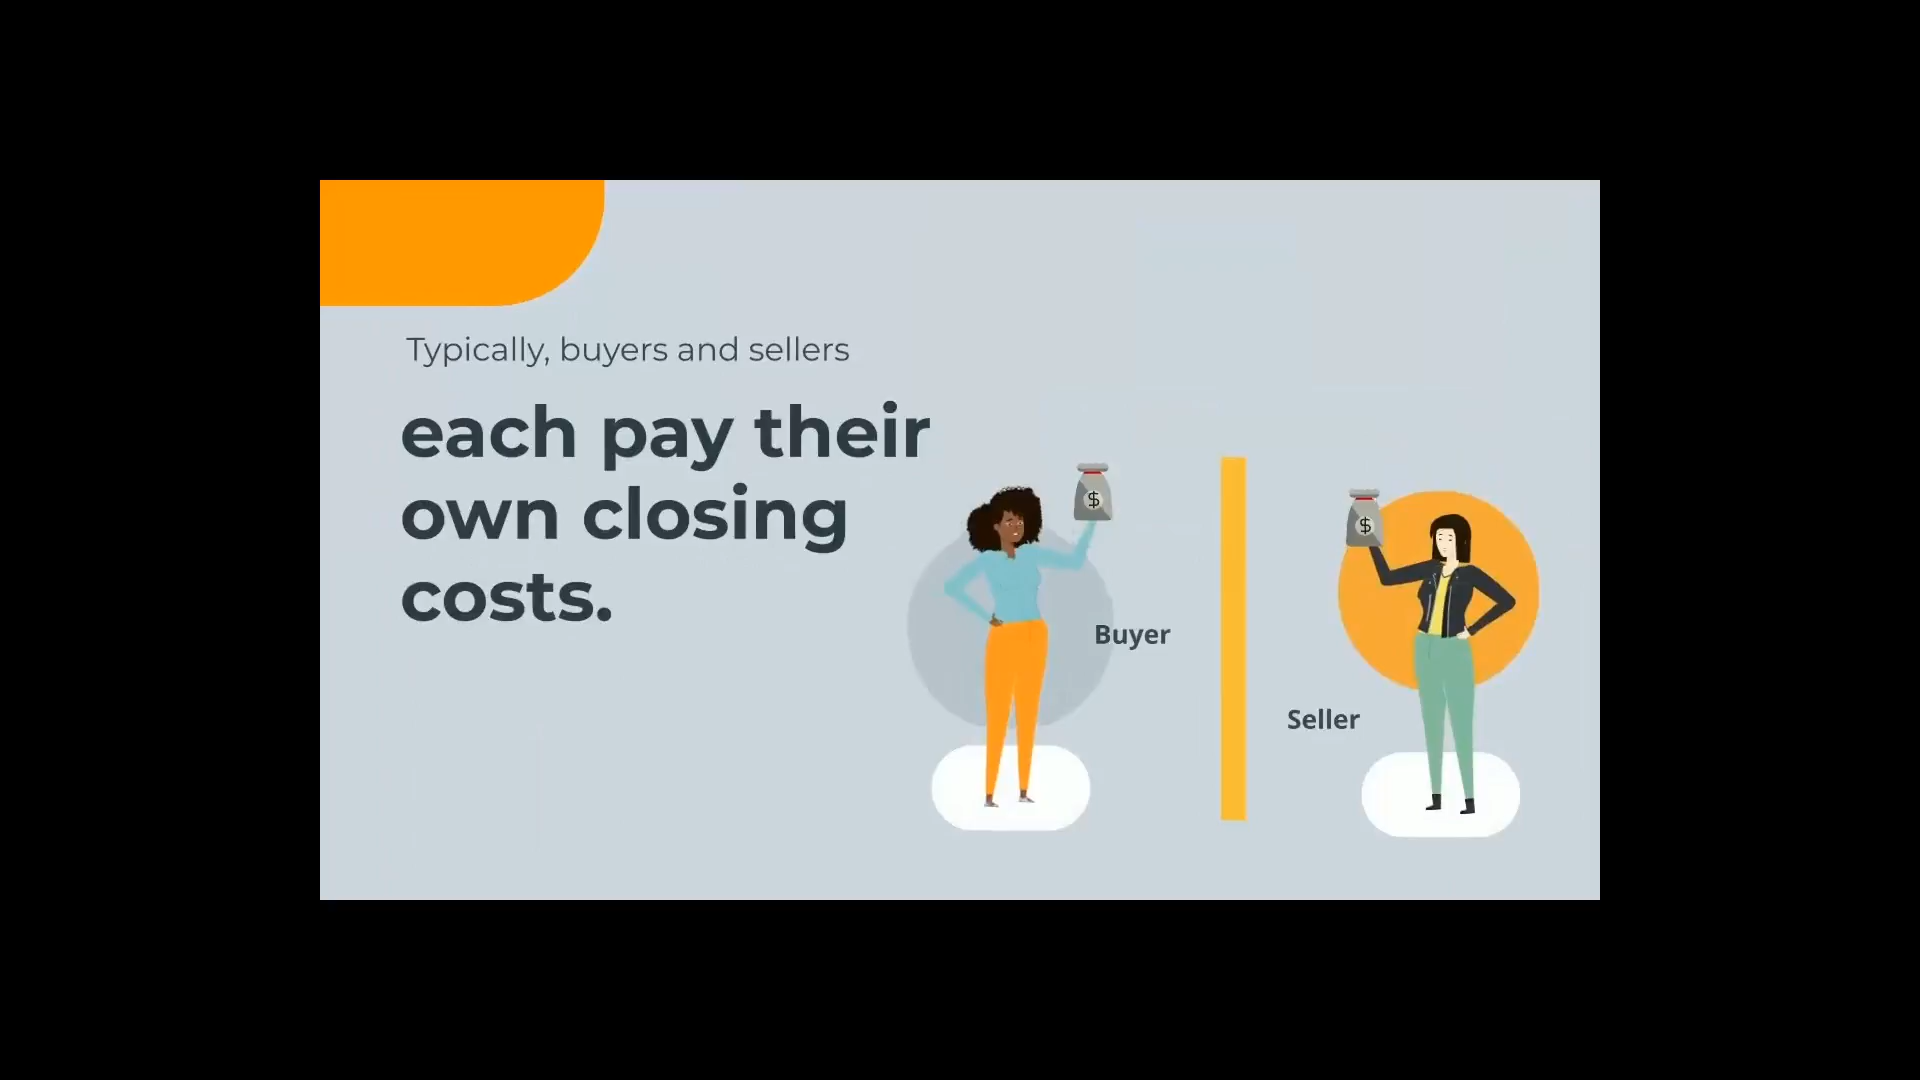 Typically, buyers and sellers
each pay their
own closing
costs.
$
$
Buyer
Seller